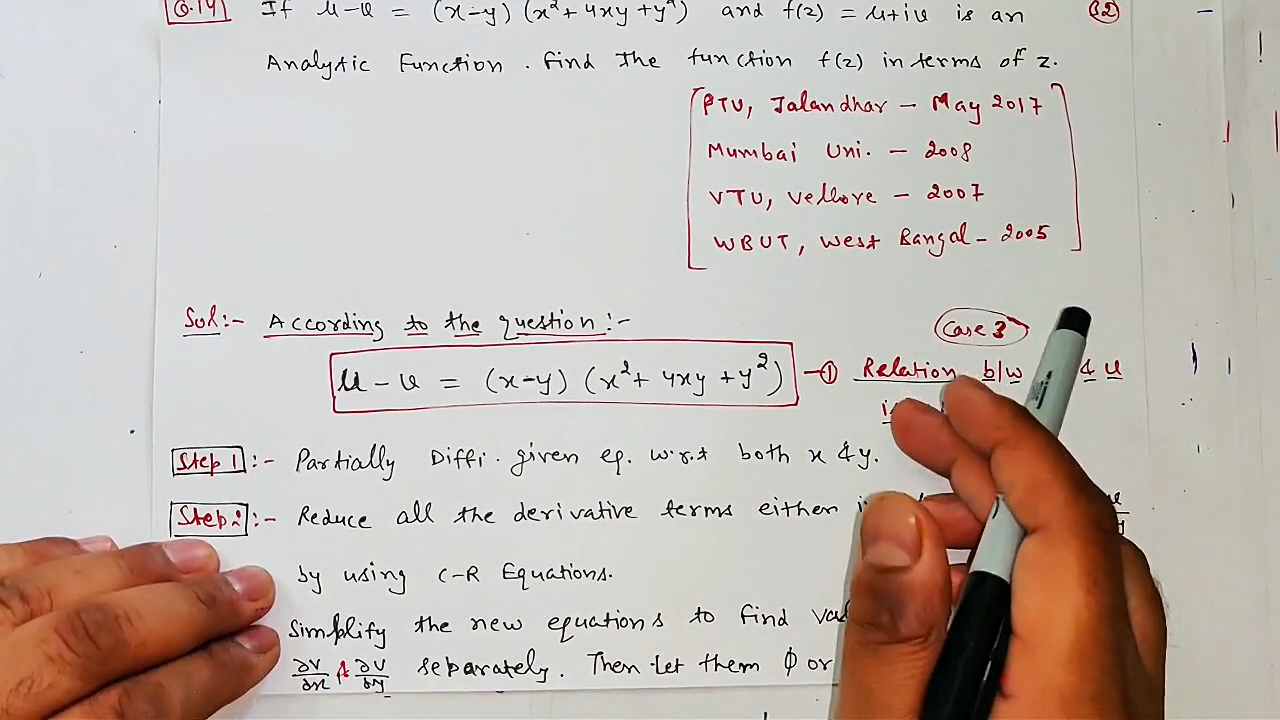 Q.14) If u-v = (x-y) (x²+4xy+y²) and f(z) = u+iv is an
32
Analytic Function. Find the function f(z) in terms of z.
PTU, Jalandhar - May 2017
Mumbai Uni. - 2008
VTU, Vellore - 2007
WBUT, West Bangal - 2005
Sol:- According to the question:-
Case 3
u - v = (x-y) (x²+ 4xy +y²) —① Relation b/w & v
Step 1 :- Partially Diff. given eq. w.r.t both x & y.
Step :- Reduce all the derivative terms either
by using C-R Equations.
Simplify the new equations to find
∂v/∂x & ∂v/∂y separately. Then let them ϕ or